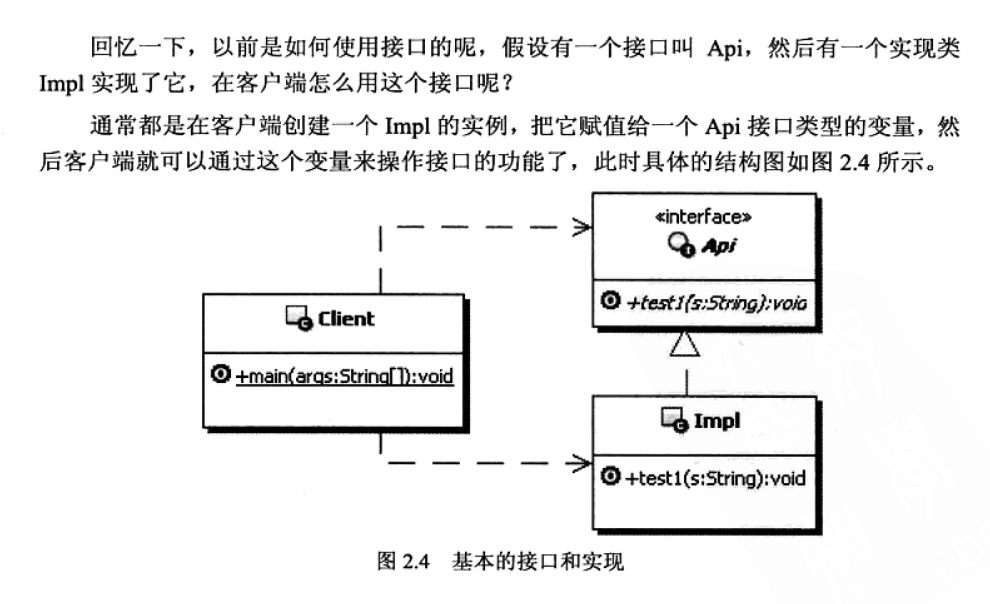 回忆一下，以前是如何使用接口的呢，假设有一个接口叫 Api，然后有一个实现类
Impl 实现了它，在客户端怎么用这个接口呢？
通常都是在客户端创建一个 Impl 的实例，把它赋值给一个 Api 接口类型的变量，然
后客户端就可以通过这个变量来操作接口的功能了，此时具体的结构图如图 2.4 所示。
«interface»
Api
+test1(s:String):void
Client
+main(args:String[]):void
Impl
+test1(s:String):void
图 2.4 基本的接口和实现